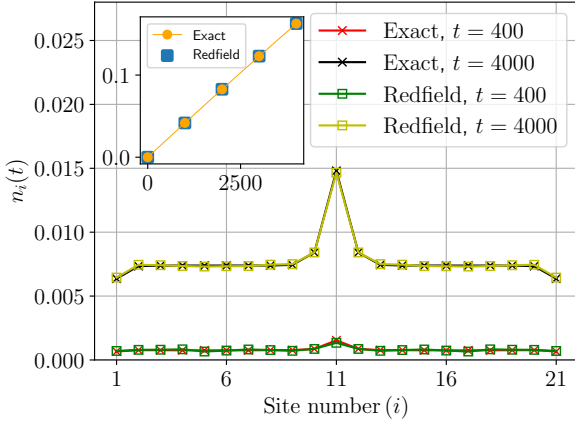 0.025
0.020
0.015
0.010
0.005
0.000
n_i(t)
1
6
11
16
21
Site number (i)
0.1
0.0
0
2500
Exact
Redfield
Exact, t = 400
Exact, t = 4000
Redfield, t = 400
Redfield, t = 4000